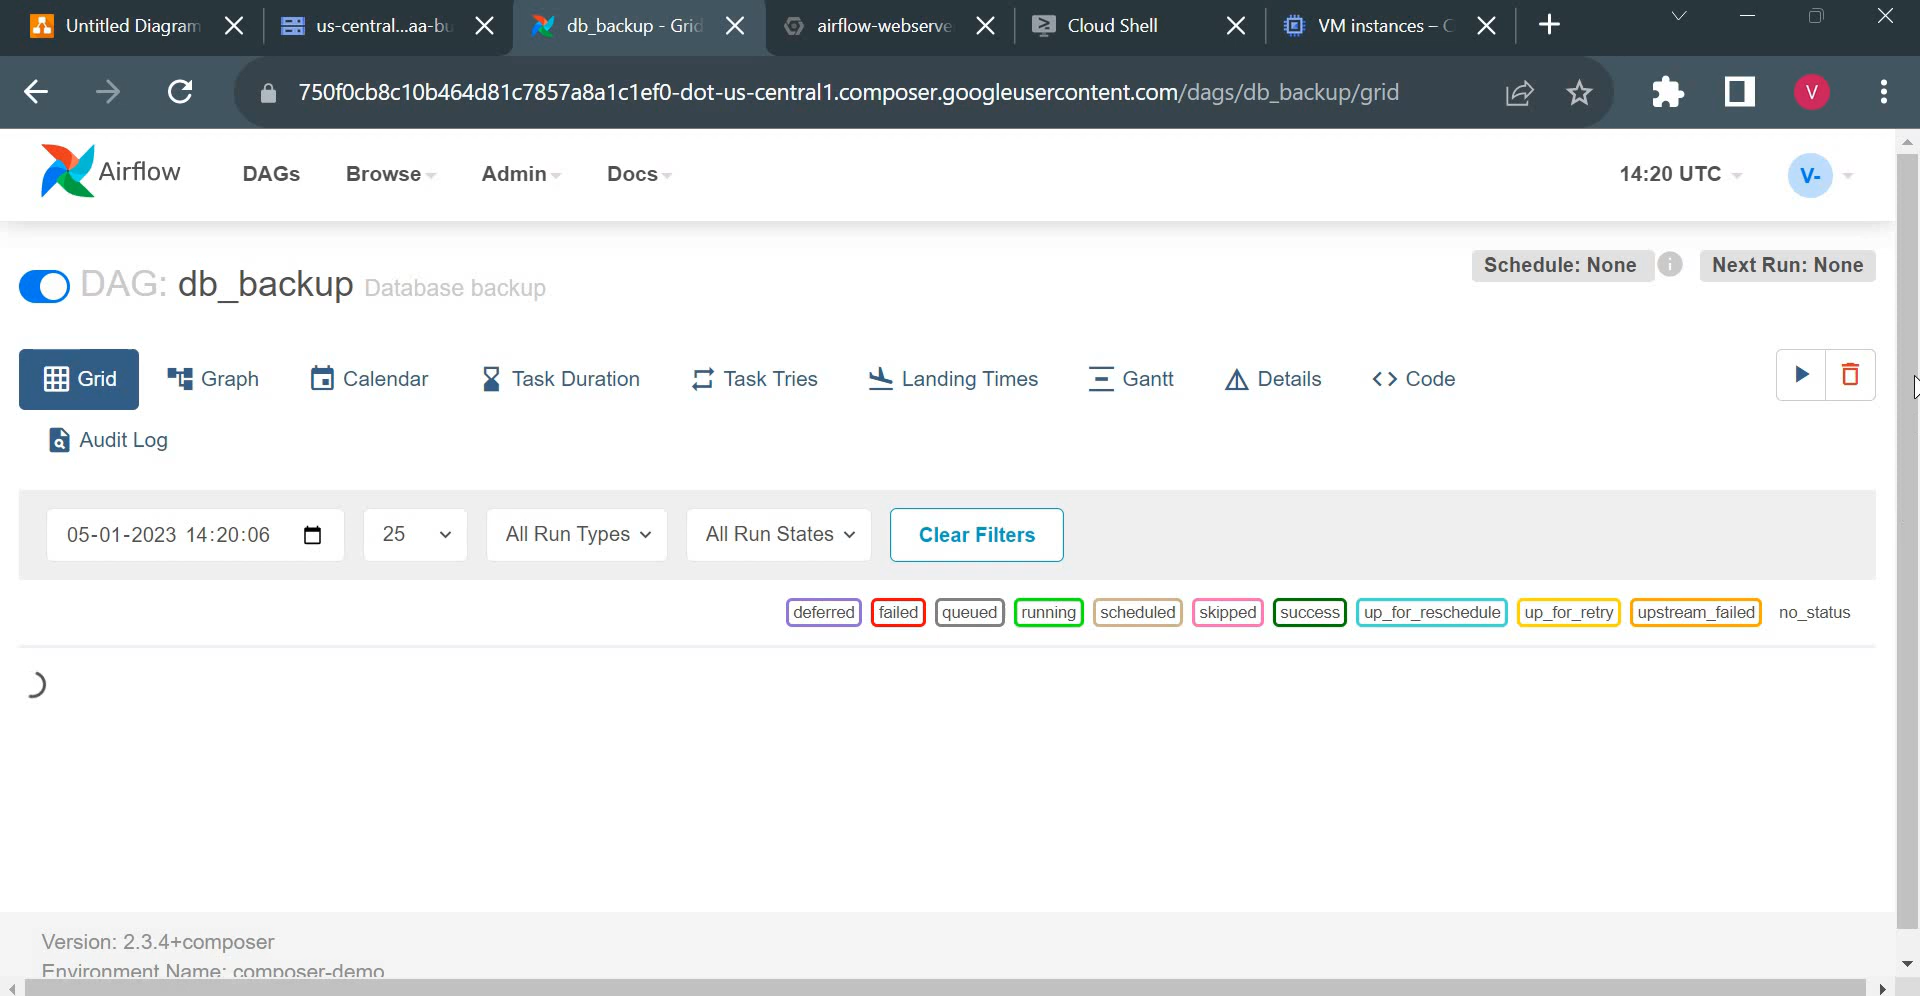 Untitled Diagram
us-central...aa-bu
db_backup - Grid
airflow-webserve
Cloud Shell
VM instances – C
750f0cb8c10b464d81c7857a8a1c1ef0-dot-us-central1.composer.googleusercontent.com/dags/db_backup/grid
V
Airflow
DAGs
Browse
Admin
Docs
14:20 UTC
V-
DAG: db_backup Database backup
Schedule: None
i
Next Run: None
Grid
Graph
Calendar
Task Duration
Task Tries
Landing Times
Gantt
Details
<> Code
Audit Log
05-01-2023 14:20:06
25
All Run Types
All Run States
Clear Filters
deferred
failed
queued
running
scheduled
skipped
success
up_for_reschedule
up_for_retry
upstream_failed
no_status
Version: 2.3.4+composer
Environment Name: composer-demo